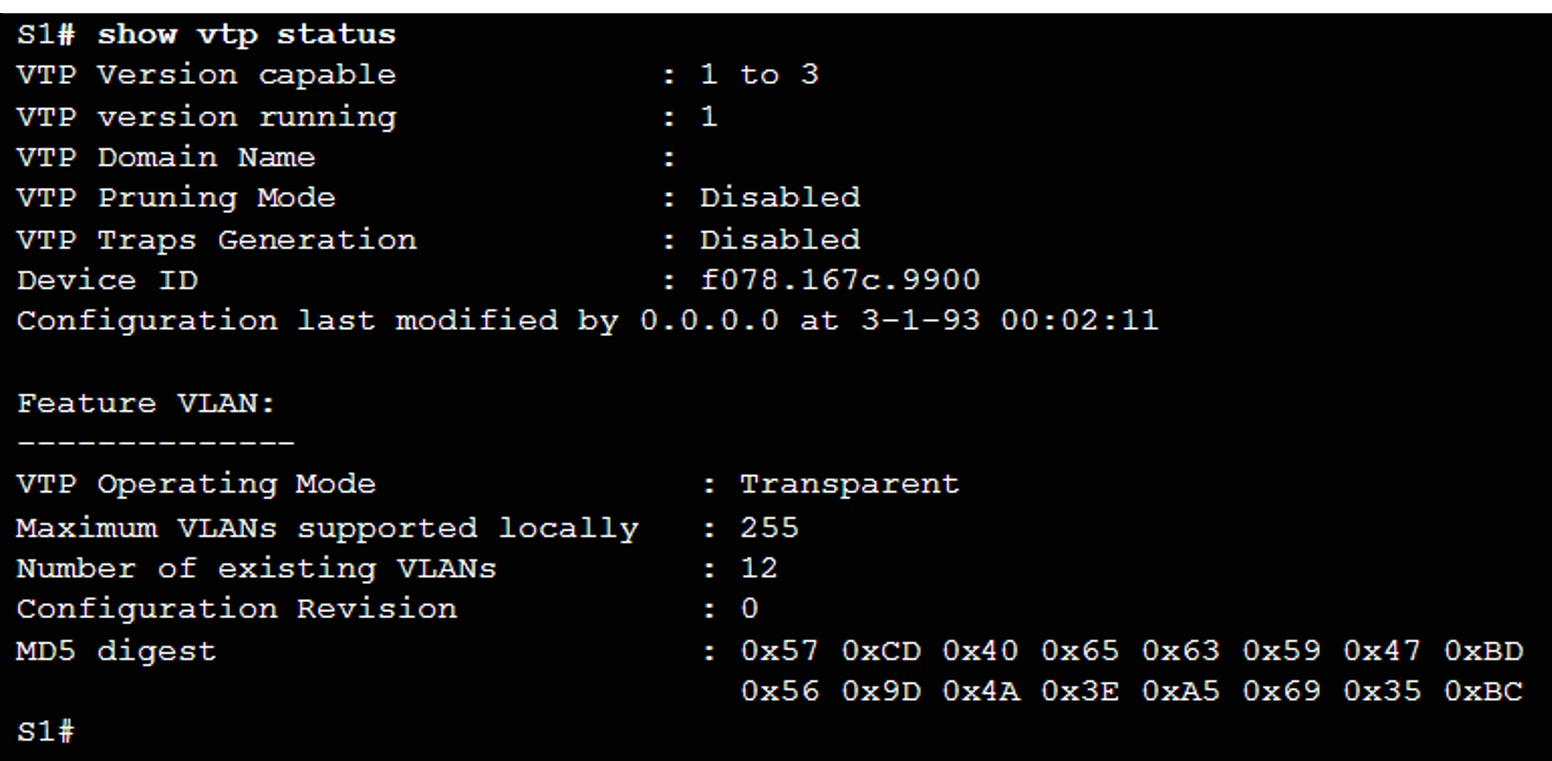 S1# show vtp status
VTP Version capable : 1 to 3
VTP version running : 1
VTP Domain Name :
VTP Pruning Mode : Disabled
VTP Traps Generation : Disabled
Device ID : f078.167c.9900
Configuration last modified by 0.0.0.0 at 3-1-93 00:02:11
Feature VLAN:
--------------
VTP Operating Mode : Transparent
Maximum VLANs supported locally : 255
Number of existing VLANs : 12
Configuration Revision : 0
MD5 digest : 0x57 0xCD 0x40 0x65 0x63 0x59 0x47 0xBD
0x56 0x9D 0x4A 0x3E 0xA5 0x69 0x35 0xBC
S1#